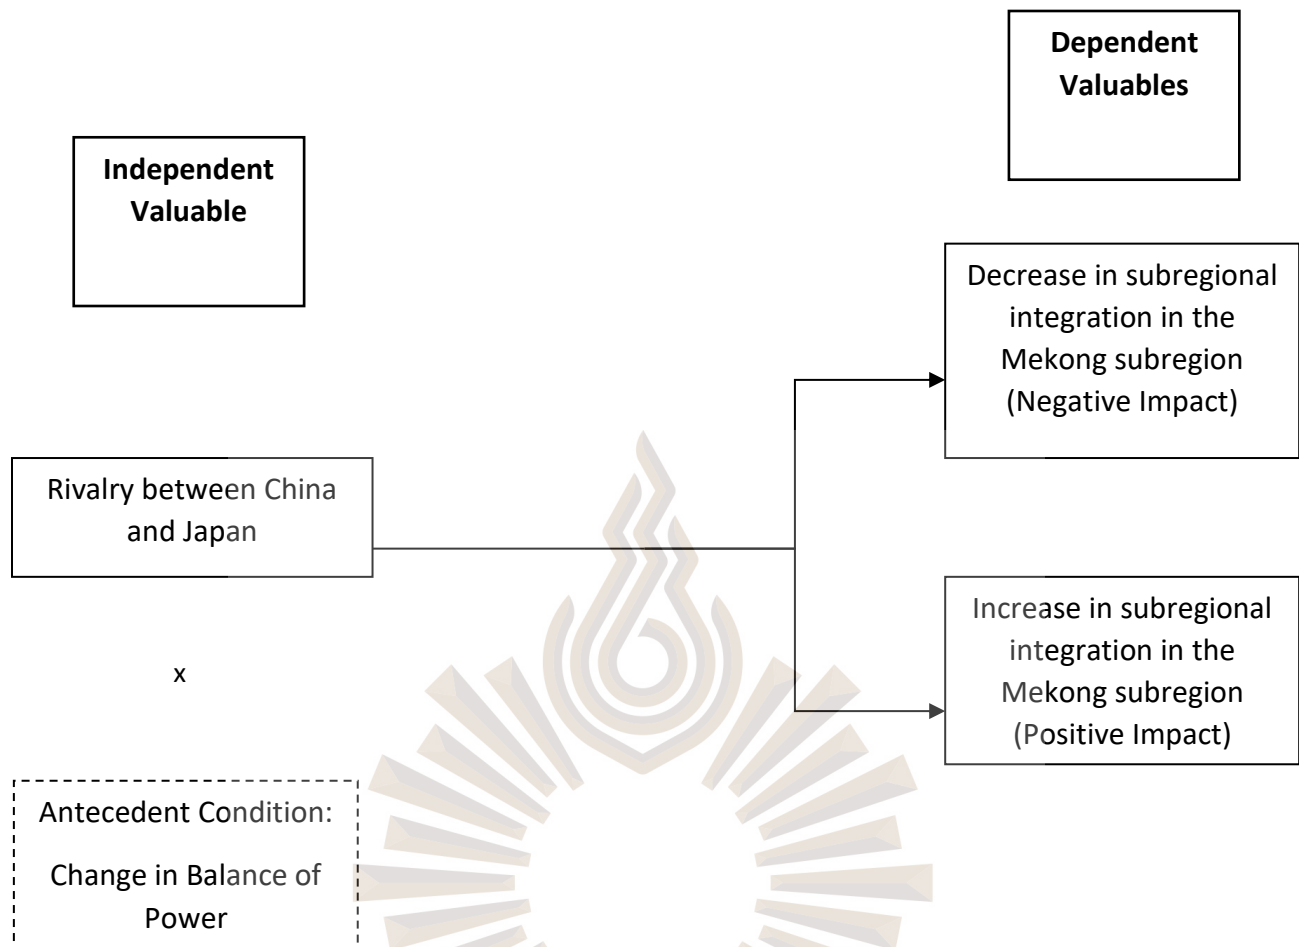 Dependent
Valuables
Independent
Valuable
Decrease in subregional
integration in the
Mekong subregion
(Negative Impact)
Rivalry between China
and Japan
Increase in subregional
integration in the
Mekong subregion
(Positive Impact)
x
Antecedent Condition:
Change in Balance of
Power